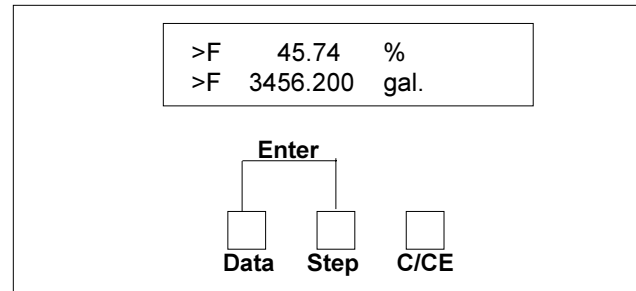 >F 45.74 %
>F 3456.200 gal.
Enter
Data Step C/CE